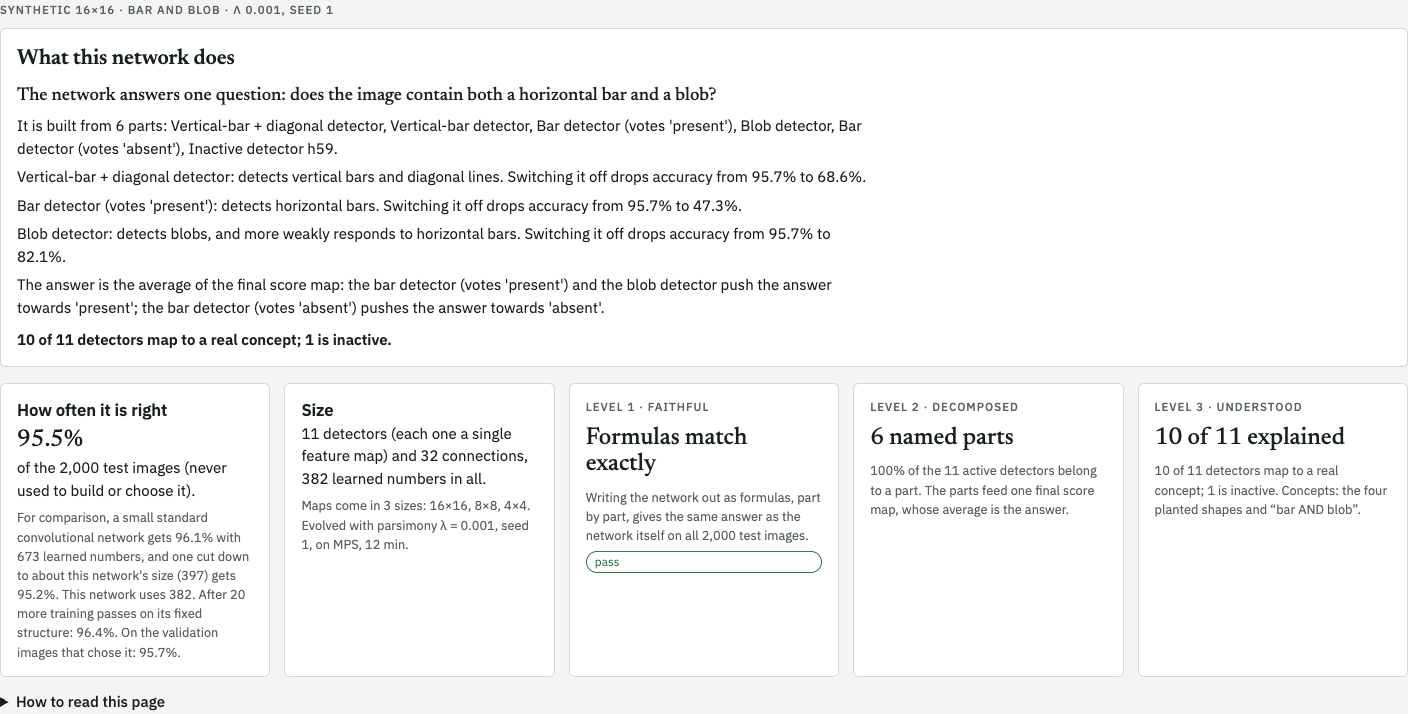 SYNTHETIC 16×16 · BAR AND BLOB · Λ 0.001, SEED 1
What this network does
The network answers one question: does the image contain both a horizontal bar and a blob?
It is built from 6 parts: Vertical-bar + diagonal detector, Vertical-bar detector, Bar detector (votes 'present'), Blob detector, Bar
detector (votes 'absent'), Inactive detector h59.
Vertical-bar + diagonal detector: detects vertical bars and diagonal lines. Switching it off drops accuracy from 95.7% to 68.6%.
Bar detector (votes 'present'): detects horizontal bars. Switching it off drops accuracy from 95.7% to 47.3%.
Blob detector: detects blobs, and more weakly responds to horizontal bars. Switching it off drops accuracy from 95.7% to
82.1%.
The answer is the average of the final score map: the bar detector (votes 'present') and the blob detector push the answer
towards 'present'; the bar detector (votes 'absent') pushes the answer towards 'absent'.
10 of 11 detectors map to a real concept; 1 is inactive.
How often it is right
95.5%
of the 2,000 test images (never
used to build or choose it).
For comparison, a small standard
convolutional network gets 96.1% with
673 learned numbers, and one cut down
to about this network's size (397) gets
95.2%. This network uses 382. After 20
more training passes on its fixed
structure: 96.4%. On the validation
images that chose it: 95.7%.
Size
11 detectors (each one a single
feature map) and 32 connections,
382 learned numbers in all.
Maps come in 3 sizes: 16×16, 8×8, 4×4.
Evolved with parsimony λ = 0.001, seed
1, on MPS, 12 min.
LEVEL 1 · FAITHFUL
Formulas match
exactly
Writing the network out as formulas, part
by part, gives the same answer as the
network itself on all 2,000 test images.
pass
LEVEL 2 · DECOMPOSED
6 named parts
100% of the 11 active detectors belong
to a part. The parts feed one final score
map, whose average is the answer.
LEVEL 3 · UNDERSTOOD
10 of 11 explained
10 of 11 detectors map to a real
concept; 1 is inactive. Concepts: the four
planted shapes and “bar AND blob”.
How to read this page